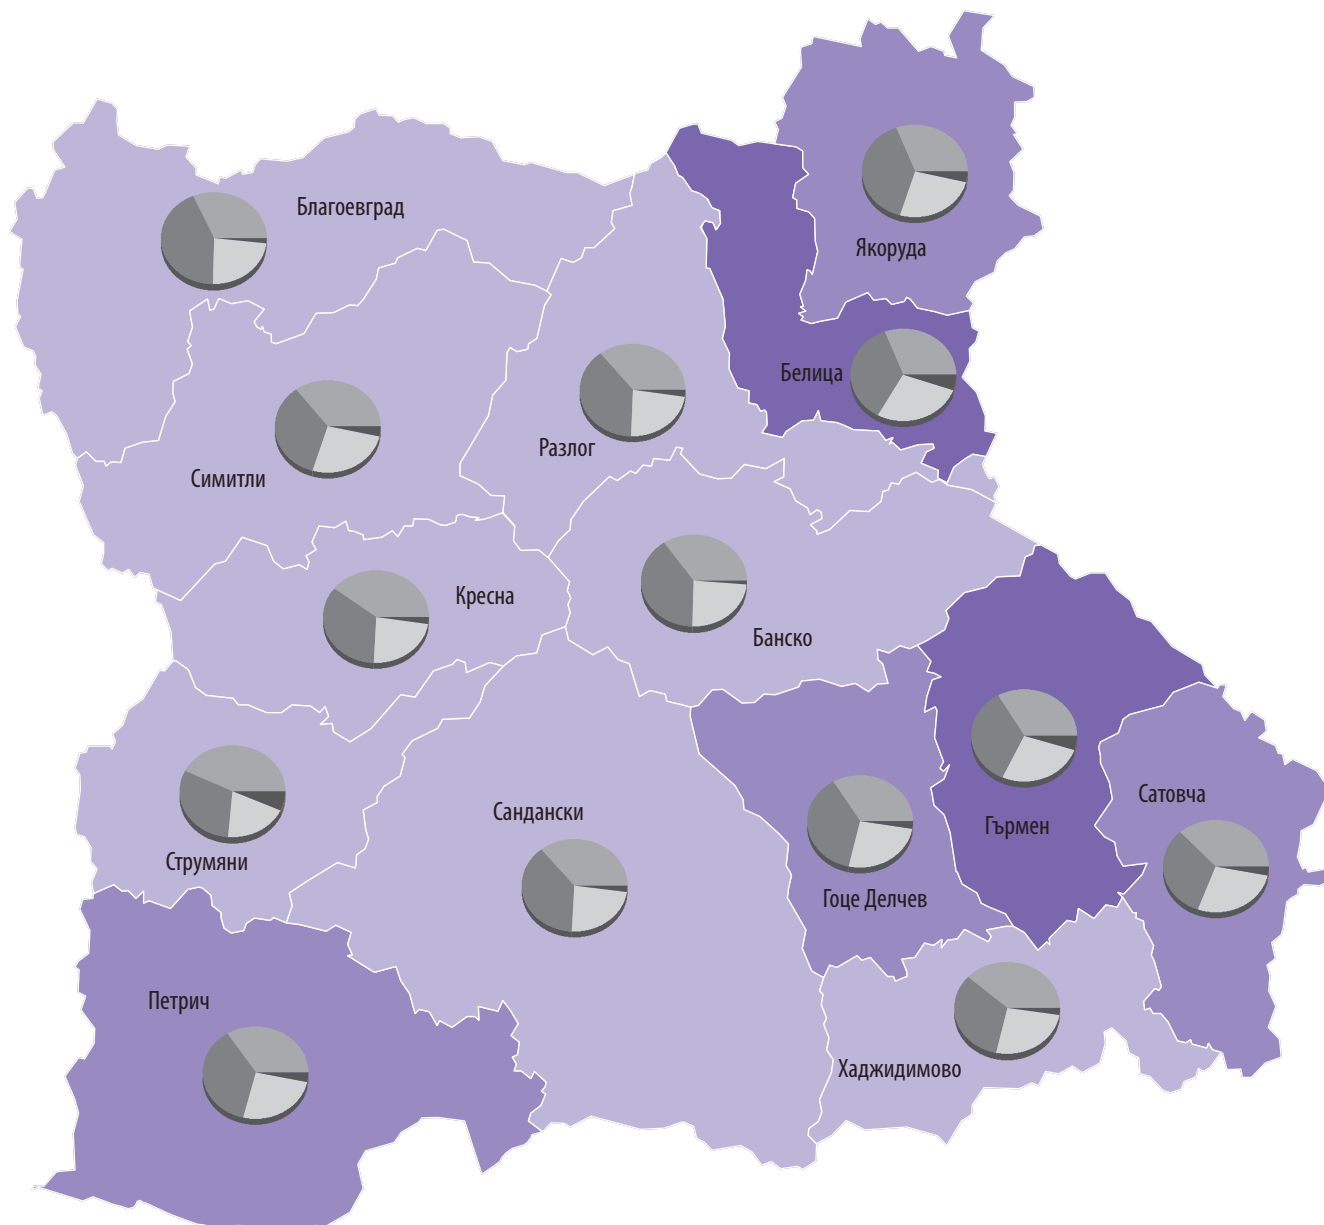 Благоевград
Якоруда
Белица
Разлог
Симитли
Кресна
Банско
Сатовча
Сандански
Гърмен
Струмяни
Гоце Делчев
Петрич
Хаджидимово